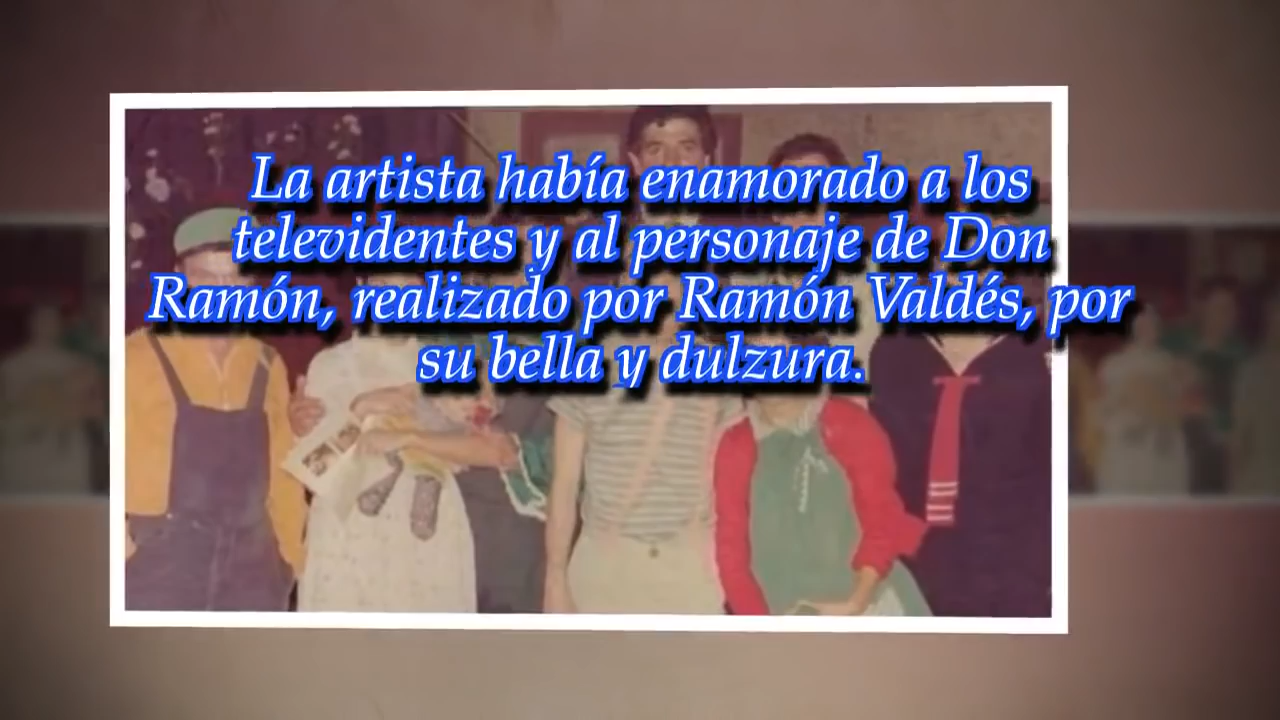 La artista había enamorado a los
televidentes y al personaje de Don
Ramón, realizado por Ramón Valdés, por
su bella y dulzura.